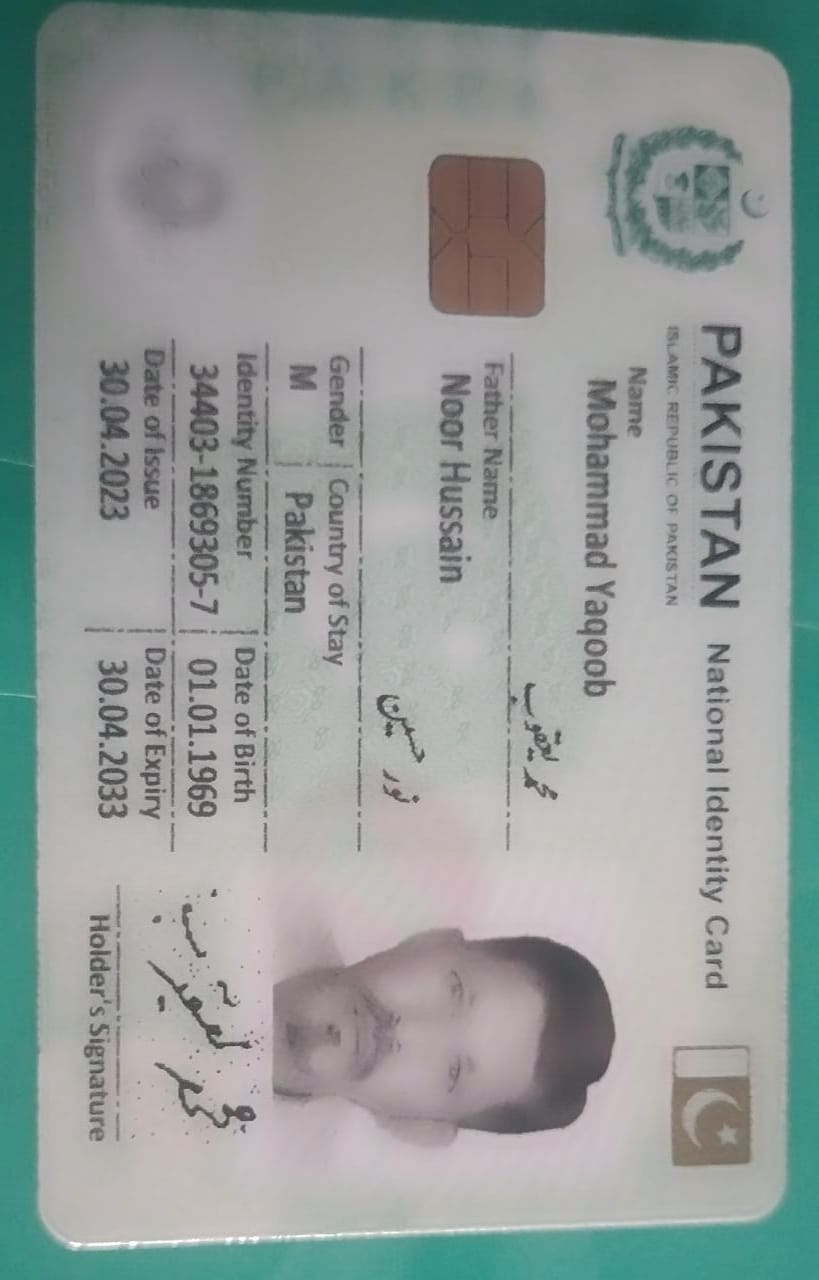 PAKISTAN National Identity Card
ISLAMIC REPUBLIC OF PAKISTAN
Name
Mohammad Yaqoob
محمد یعقوب
Father Name
Noor Hussain
نور حسین
Gender Country of Stay
M Pakistan
Identity Number Date of Birth
34403-1869305-7 01.01.1969
Date of Issue Date of Expiry
30.04.2023 30.04.2033
محمد یعقوب
Holder's Signature